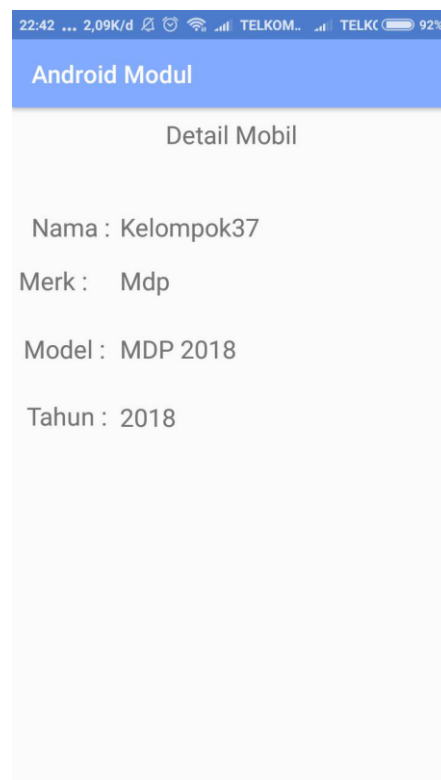 22:42 ... 2,09K/d TELKOM.. TELK( 92%
Android Modul
Detail Mobil
Nama : Kelompok37
Merk : Mdp
Model : MDP 2018
Tahun : 2018